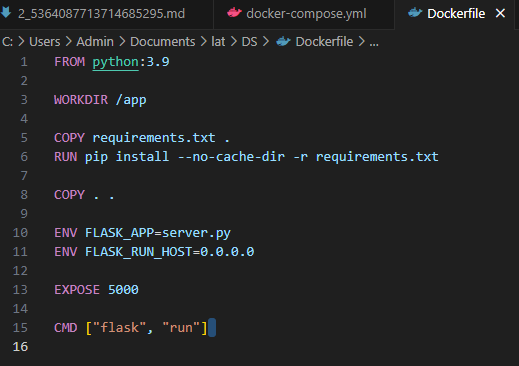 2_5364087713714685295.md docker-compose.yml Dockerfile
C: > Users > Admin > Documents > lat > DS > Dockerfile > ...
1 FROM python:3.9
2
3 WORKDIR /app
4
5 COPY requirements.txt .
6 RUN pip install --no-cache-dir -r requirements.txt
7
8 COPY . .
9
10 ENV FLASK_APP=server.py
11 ENV FLASK_RUN_HOST=0.0.0.0
12
13 EXPOSE 5000
14
15 CMD ["flask", "run"]
16